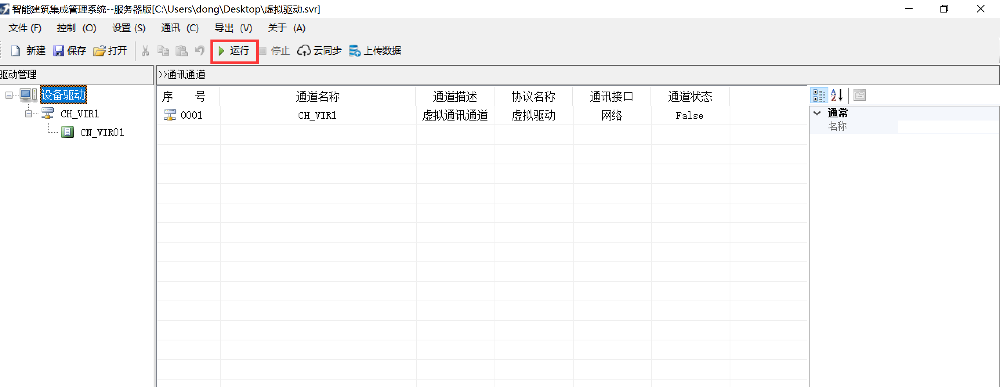 智能建筑集成管理系统--服务器版[C:\Users\dong\Desktop\虚拟驱动.svr]
文件 (F) 控制 (O) 设置 (S) 通讯 (C) 导出 (V) 关于 (A)
新建 保存 打开 运行 停止 云同步 上传数据
驱动管理
>>通讯通道
设备驱动
CH_VIR1
CN_VIR01
序 号 通道名称 通道描述 协议名称 通讯接口 通道状态
0001 CH_VIR1 虚拟通讯通道 虚拟驱动 网络 False
通常
名称